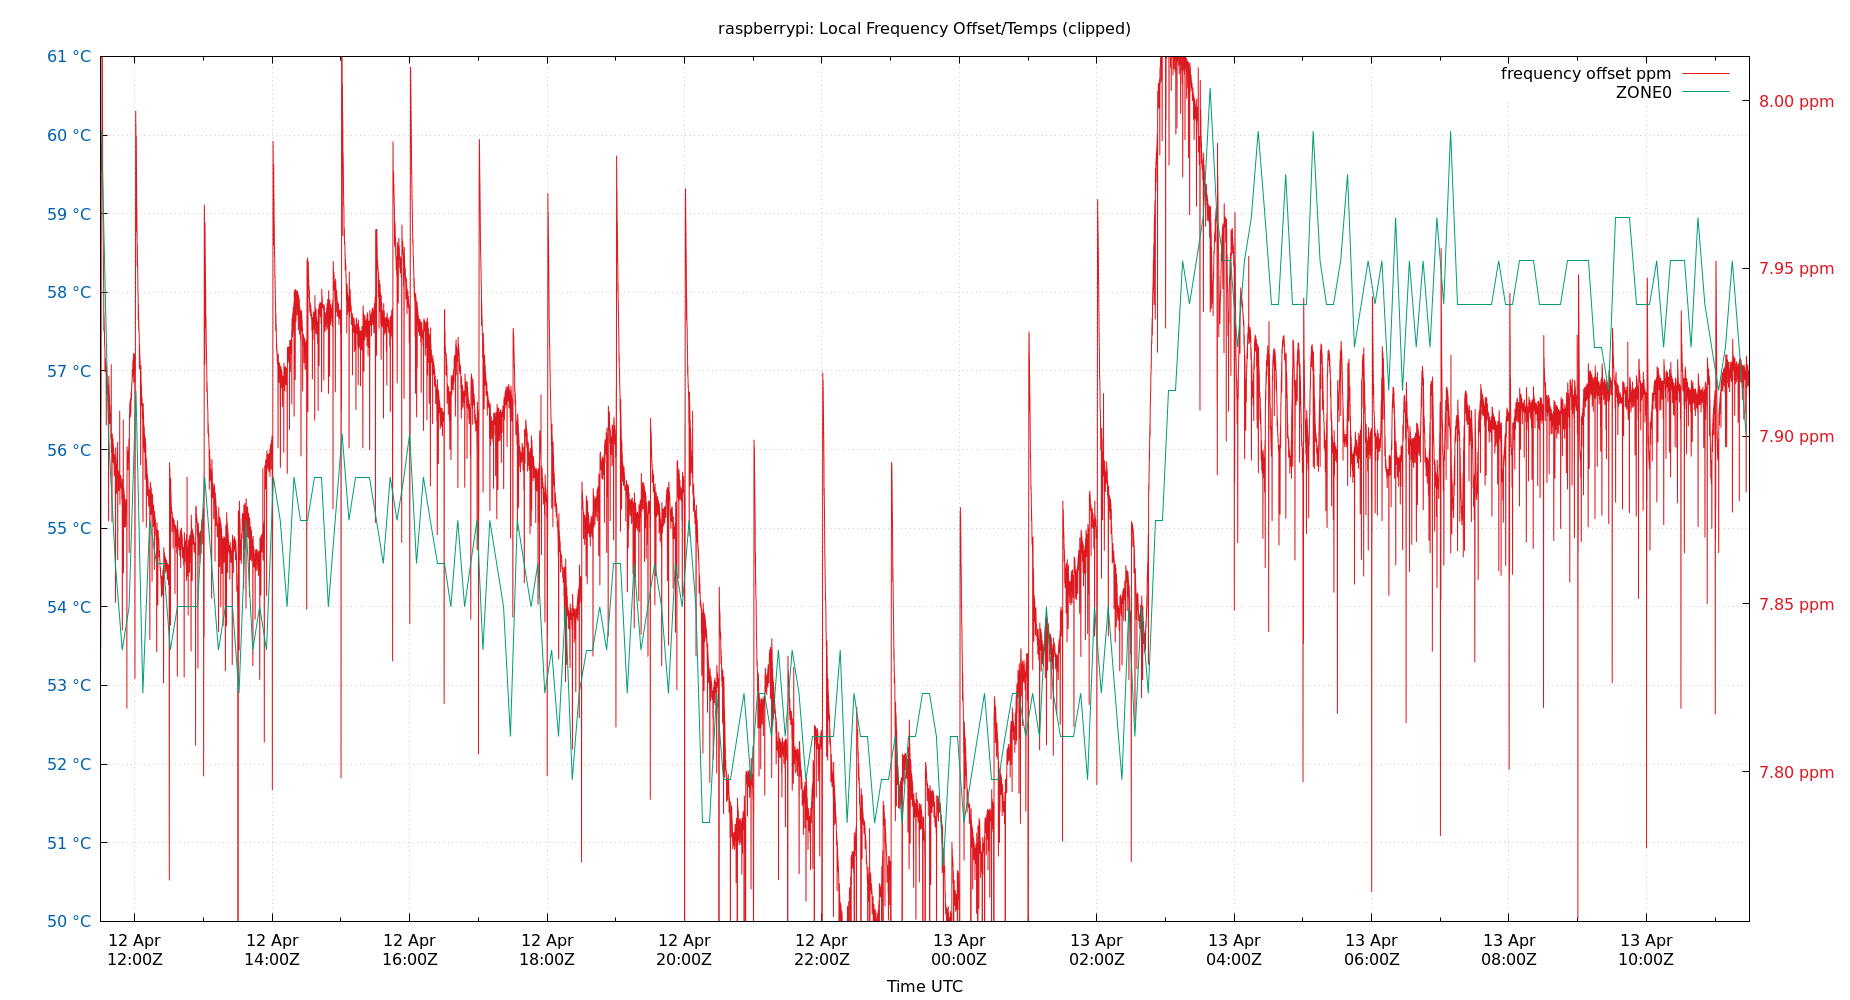 raspberrypi: Local Frequency Offset/Temps (clipped)
61 °C
60 °C
59 °C
58 °C
57 °C
56 °C
55 °C
54 °C
53 °C
52 °C
51 °C
50 °C
frequency offset ppm
ZONE0
8.00 ppm
7.95 ppm
7.90 ppm
7.85 ppm
7.80 ppm
12 Apr
12:00Z
12 Apr
14:00Z
12 Apr
16:00Z
12 Apr
18:00Z
12 Apr
20:00Z
12 Apr
22:00Z
13 Apr
00:00Z
13 Apr
02:00Z
13 Apr
04:00Z
13 Apr
06:00Z
13 Apr
08:00Z
13 Apr
10:00Z
Time UTC